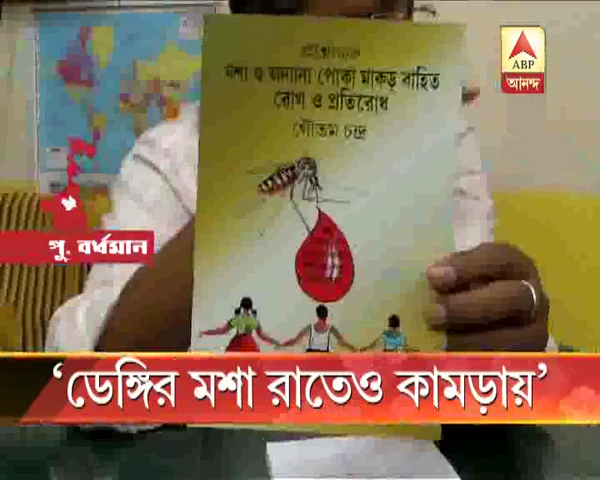 ABP
আনন্দ
মশা ও অন্যান্য পোকা মাকড় বাহিত
রোগ ও প্রতিরোধ
গৌতম চন্দ্র
পূ. বর্ধমান
‘ডেঙ্গির মশা রাতেও কামড়ায়’